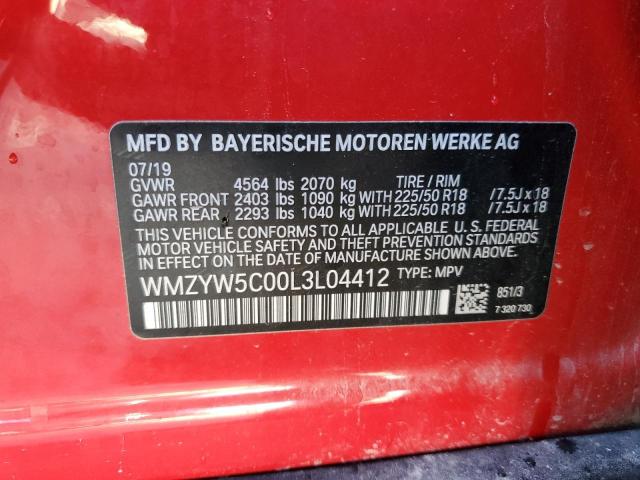 MFD BY BAYERISCHE MOTOREN WERKE AG
07/19
GVWR 4564 lbs 2070 kg TIRE / RIM
GAWR FRONT 2403 lbs 1090 kg WITH 225/50 R18 /7.5J x 18
GAWR REAR 2293 lbs 1040 kg WITH 225/50 R18 /7.5J x 18
THIS VEHICLE CONFORMS TO ALL APPLICABLE U. S. FEDERAL
MOTOR VEHICLE SAFETY AND THEFT PREVENTION STANDARDS
IN EFFECT ON THE DATE OF MANUFACTURE SHOWN ABOVE.
WMZYW5C00L3L04412 TYPE: MPV
851/3
7 320 730